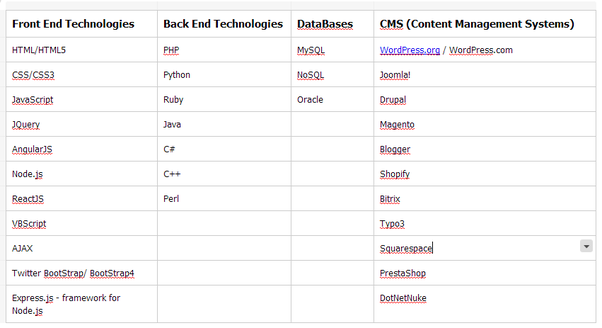 Front End Technologies Back End Technologies DataBases CMS (Content Management Systems)
HTML/HTML5 PHP MySQL WordPress.org / WordPress.com
CSS/CSS3 Python NoSQL Joomla!
JavaScript Ruby Oracle Drupal
JQuery Java Magento
AngularJS C# Blogger
Node.js C++ Shopify
ReactJS Perl Bitrix
VBScript Typo3
AJAX Squarespace
Twitter BootStrap/ BootStrap4 PrestaShop
Express.js - framework for DotNetNuke
Node.js